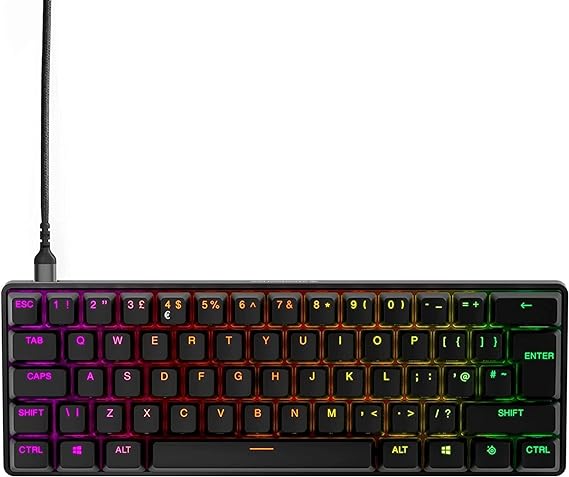 ESC 1 ! 2 " 3 £ 4 $ € 5 % 6 ^ 7 & 8 * 9 ( 0 ) - _ = + ←
TAB Q W E R T Y U I O P [ { ] } ENTER
CAPS A S D F G H J K L ; : ' @ # ~
SHIFT \ | Z X C V B N M , < . > / ? SHIFT
CTRL ALT ALT CTRL